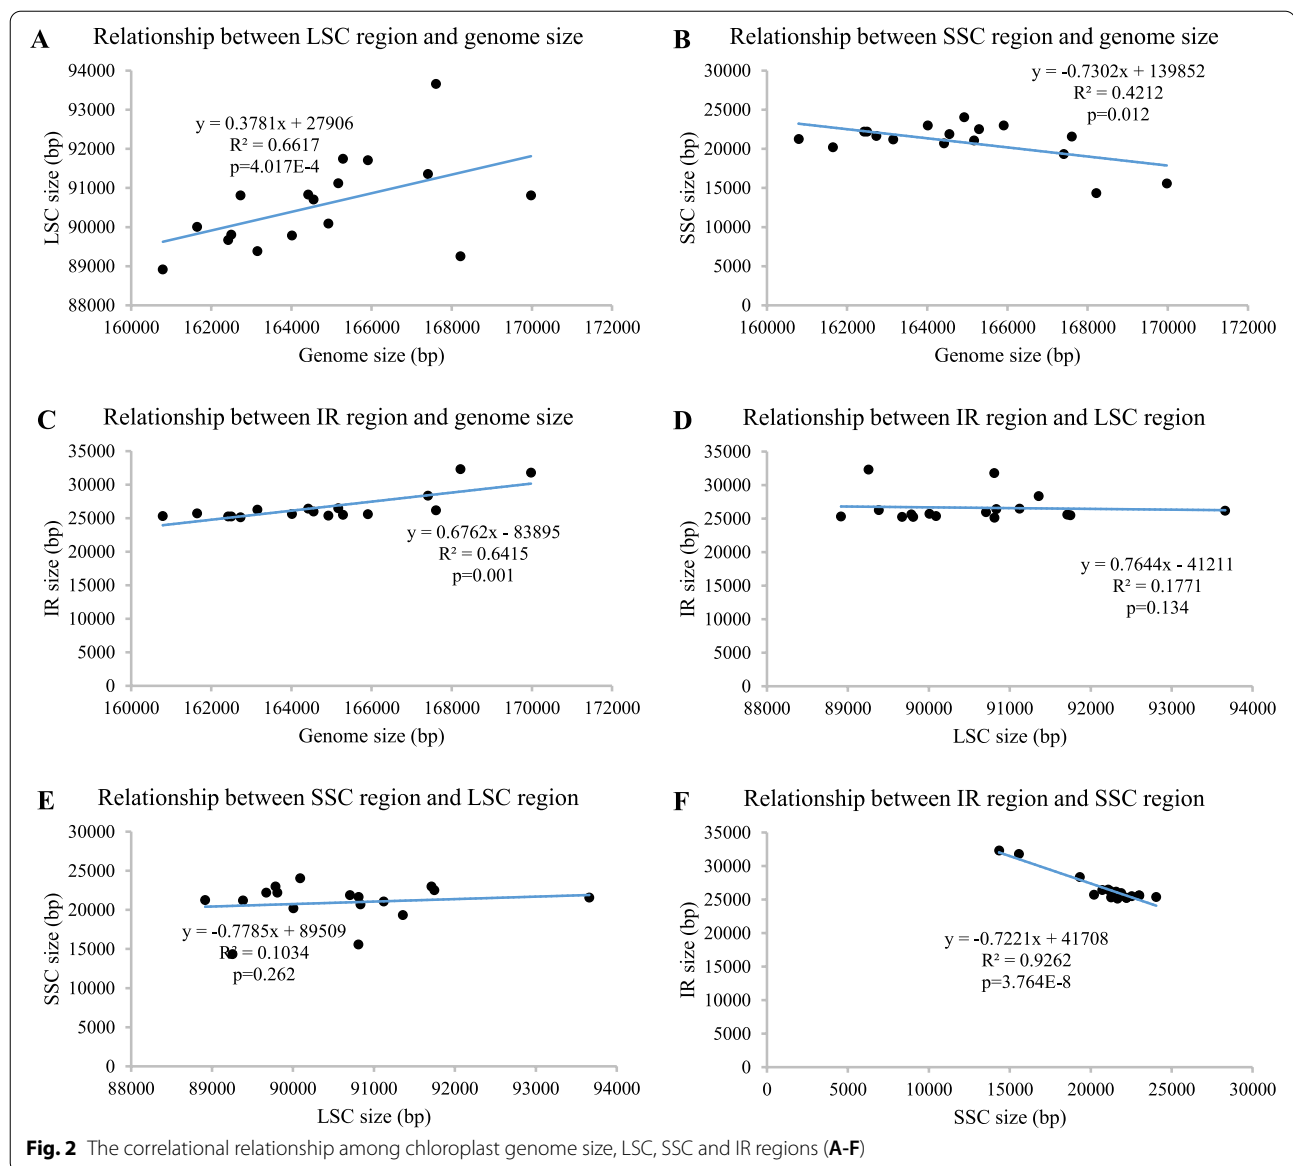 A Relationship between LSC region and genome size
94000
93000
92000
91000
90000
89000
88000
LSC size (bp)
y = 0.3781x + 27906
R² = 0.6617
p=4.017E-4
160000 162000 164000 166000 168000 170000 172000
Genome size (bp)
B Relationship between SSC region and genome size
30000
25000
20000
15000
10000
5000
0
SSC size (bp)
y = -0.7302x + 139852
R² = 0.4212
p=0.012
160000 162000 164000 166000 168000 170000 172000
Genome size (bp)
C Relationship between IR region and genome size
35000
30000
25000
20000
15000
10000
5000
0
IR size (bp)
y = 0.6762x - 83895
R² = 0.6415
p=0.001
160000 162000 164000 166000 168000 170000 172000
Genome size (bp)
D Relationship between IR region and LSC region
35000
30000
25000
20000
15000
10000
5000
0
IR size (bp)
y = 0.7644x - 41211
R² = 0.1771
p=0.134
88000 89000 90000 91000 92000 93000 94000
LSC size (bp)
E Relationship between SSC region and LSC region
30000
25000
20000
15000
10000
5000
0
SSC size (bp)
y = -0.7785x + 89509
R² = 0.1034
p=0.262
88000 89000 90000 91000 92000 93000 94000
LSC size (bp)
F Relationship between IR region and SSC region
35000
30000
25000
20000
15000
10000
5000
0
IR size (bp)
y = -0.7221x + 41708
R² = 0.9262
p=3.764E-8
0 5000 10000 15000 20000 25000 30000
SSC size (bp)
Fig. 2 The correlational relationship among chloroplast genome size, LSC, SSC and IR regions (A-F)